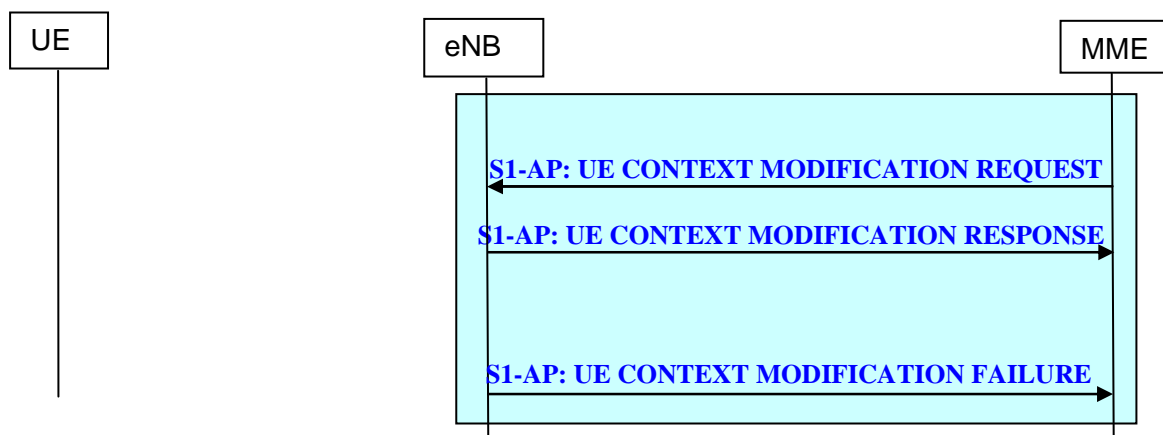 UE
eNB
MME
S1-AP: UE CONTEXT MODIFICATION REQUEST
S1-AP: UE CONTEXT MODIFICATION RESPONSE
S1-AP: UE CONTEXT MODIFICATION FAILURE